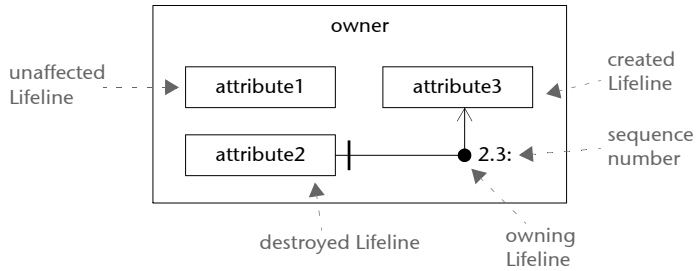 owner
unaffected
Lifeline
attribute1
attribute3
created
Lifeline
attribute2
2.3:
sequence
number
destroyed Lifeline
owning
Lifeline